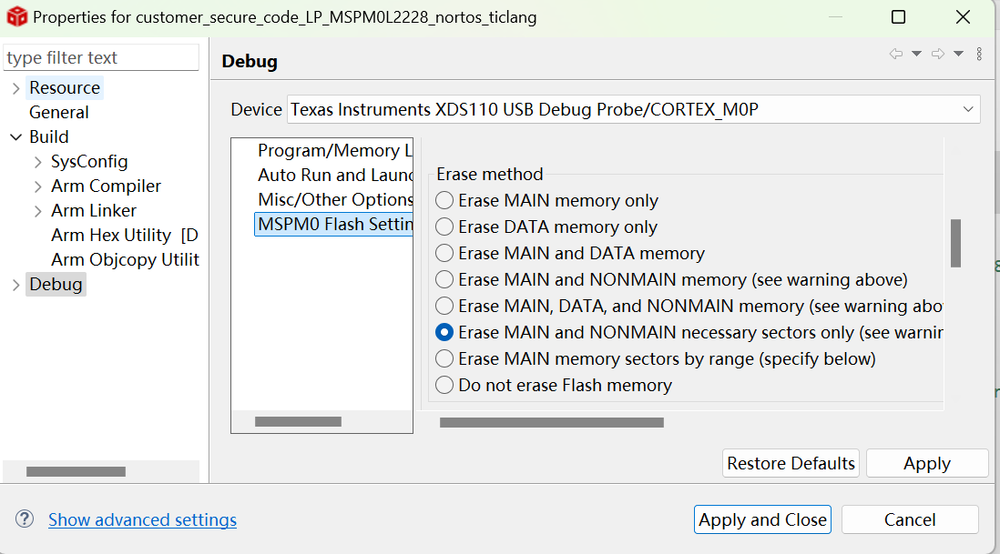 Properties for customer_secure_code_LP_MSPM0L2228_nortos_ticlang
type filter text
Resource
General
Build
SysConfig
Arm Compiler
Arm Linker
Arm Hex Utility [D
Arm Objcopy Utilit
Debug
Debug
Device Texas Instruments XDS110 USB Debug Probe/CORTEX_M0P
Program/Memory L
Auto Run and Launc
Misc/Other Options
MSPM0 Flash Settin
Erase method
Erase MAIN memory only
Erase DATA memory only
Erase MAIN and DATA memory
Erase MAIN and NONMAIN memory (see warning above)
Erase MAIN, DATA, and NONMAIN memory (see warning abo
Erase MAIN and NONMAIN necessary sectors only (see warnin
Erase MAIN memory sectors by range (specify below)
Do not erase Flash memory
Restore Defaults Apply
Show advanced settings
Apply and Close Cancel